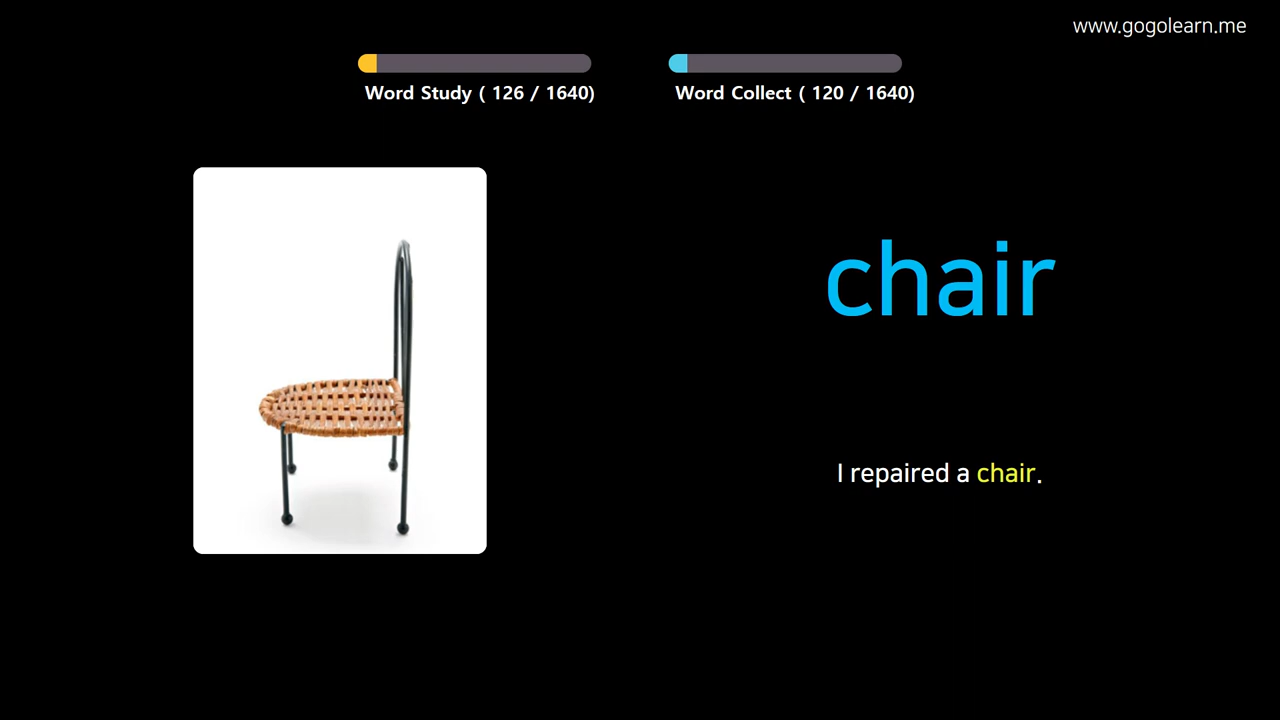 www.gogolearn.me
Word Study ( 126 / 1640)
Word Collect ( 120 / 1640)
chair
I repaired a chair.